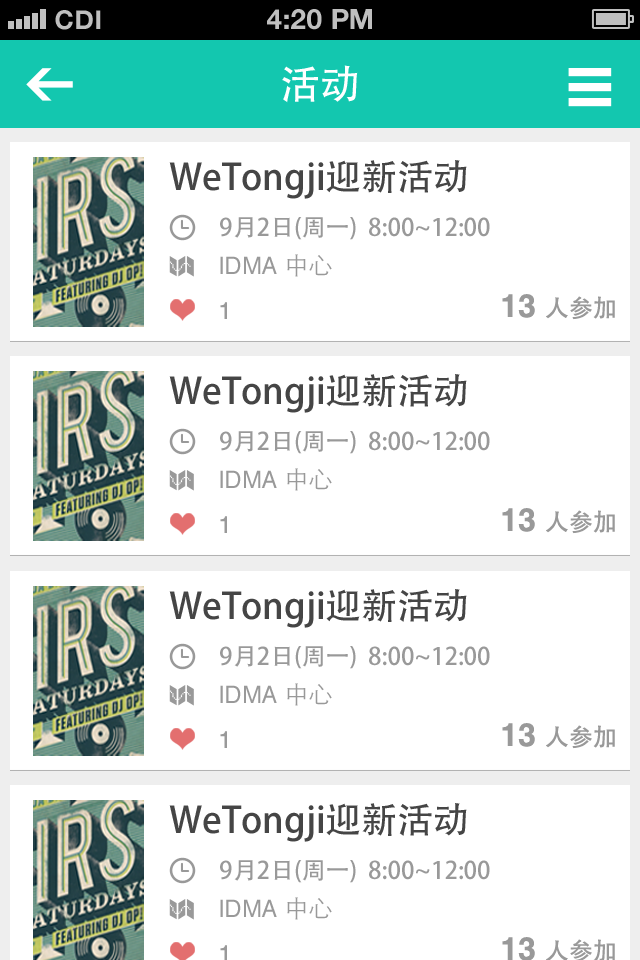 CDI 4:20 PM
活动
IRS
ATURDAYS
FEATURING DJ OP!
WeTongji迎新活动
9月2日(周一) 8:00~12:00
IDMA 中心
1
13 人参加
IRS
ATURDAYS
FEATURING DJ OP!
WeTongji迎新活动
9月2日(周一) 8:00~12:00
IDMA 中心
1
13 人参加
IRS
ATURDAYS
FEATURING DJ OP!
WeTongji迎新活动
9月2日(周一) 8:00~12:00
IDMA 中心
1
13 人参加
IRS
ATURDAYS
FEATURING DJ OP!
WeTongji迎新活动
9月2日(周一) 8:00~12:00
IDMA 中心
1
13 人参加